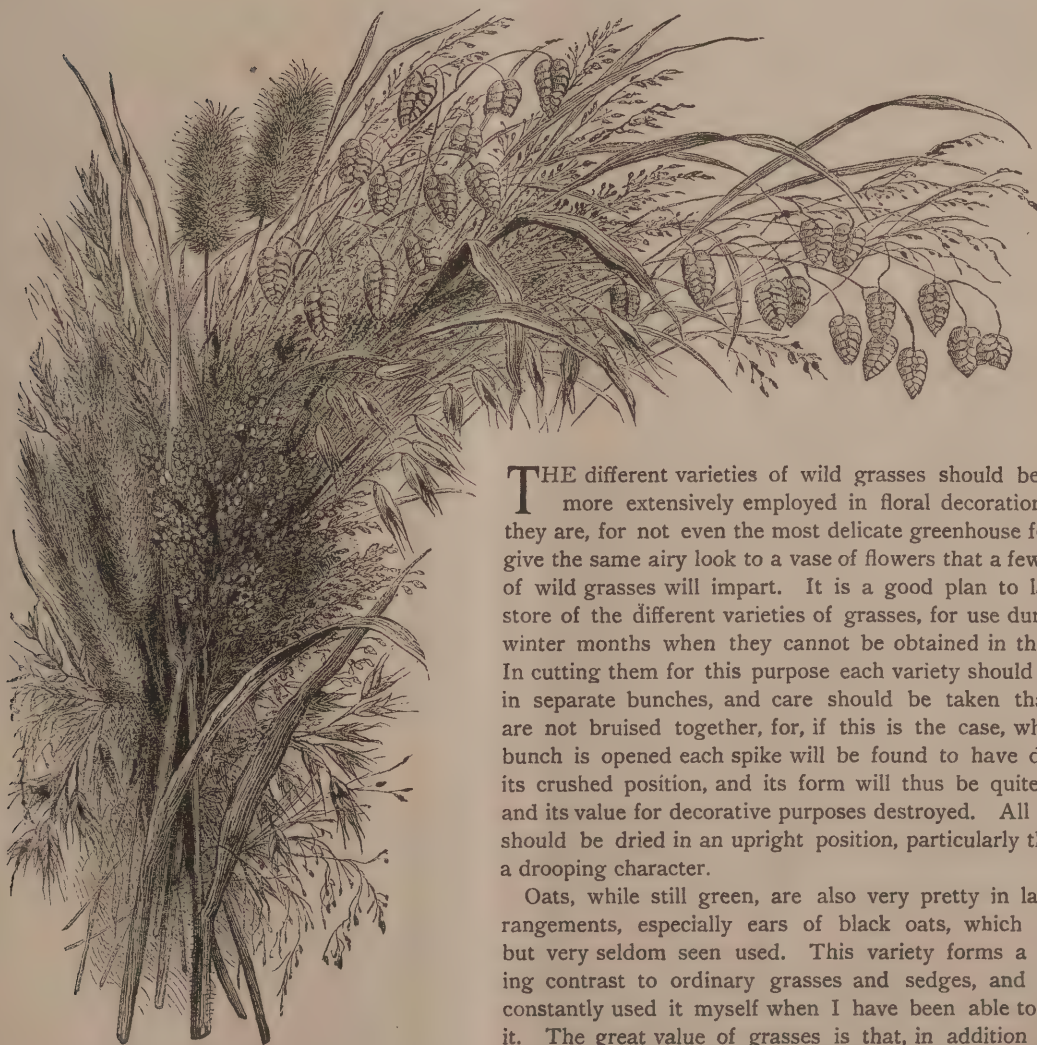 THE different varieties of wild grasses should be
more extensively employed in floral decoration
they are, for not even the most delicate greenhouse
give the same airy look to a vase of flowers that a few
of wild grasses will impart. It is a good plan to
store of the different varieties of grasses, for use
winter months when they cannot be obtained in
In cutting them for this purpose each variety should
in separate bunches, and care should be taken
are not bruised together, for, if this is the case,
bunch is opened each spike will be found to have
its crushed position, and its form will thus be quite
and its value for decorative purposes destroyed. All
should be dried in an upright position, particularly
a drooping character.
Oats, while still green, are also very pretty in
rangements, especially ears of black oats, which
but very seldom seen used. This variety forms a
ing contrast to ordinary grasses and sedges, and
constantly used it myself when I have been able to
it. The great value of grasses is that, in addition